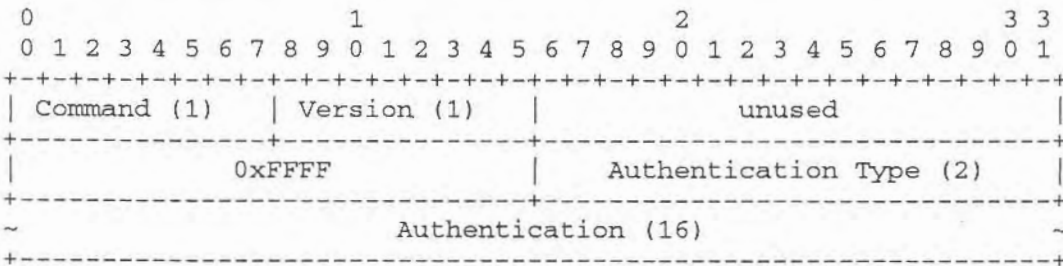 0 1 2 3 3
0 1 2 3 4 5 6 7 8 9 0 1 2 3 4 5 6 7 8 9 0 1 2 3 4 5 6 7 8 9 0 1
+-+-+-+-+-+-+-+-+-+-+-+-+-+-+-+-+-+-+-+-+-+-+-+-+-+-+-+-+-+-+-+-+
| Command (1) | Version (1) | unused |
+---------------+---------------+-------------------------------+
| 0xFFFF | Authentication Type (2) |
+-------------------------------+-------------------------------+
~ Authentication (16) ~
+---------------------------------------------------------------+